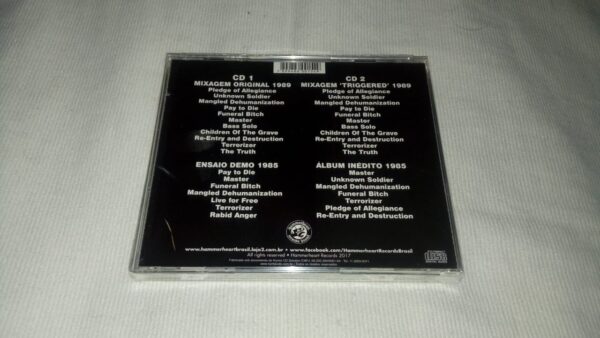 CD 1
MIXAGEM ORIGINAL 1989
Pledge of Allegiance
Unknown Soldier
Mangled Dehumanization
Pay to Die
Funeral Bitch
Master
Bass Solo
Children Of The Grave
Re-Entry and Destruction
Terrorizer
The Truth
ENSAIO DEMO 1985
Pay to Die
Master
Funeral Bitch
Mangled Dehumanization
Live for Free
Terrorizer
Rabid Anger
CD 2
MIXAGEM 'TRIGGERED' 1989
Pledge of Allegiance
Unknown Soldier
Mangled Dehumanization
Pay to Die
Funeral Bitch
Master
Bass Solo
Children Of The Grave
Re-Entry and Destruction
Terrorizer
The Truth
ÁLBUM INÉDITO 1985
Master
Unknown Soldier
Mangled Dehumanization
Funeral Bitch
Terrorizer
Pledge of Allegiance
Re-Entry and Destruction
www.hammerheartbrasil.loja2.com.br • www.facebook.com/HammerheartRecordsBrasil
All rights reserved • Hammerheart Records 2017